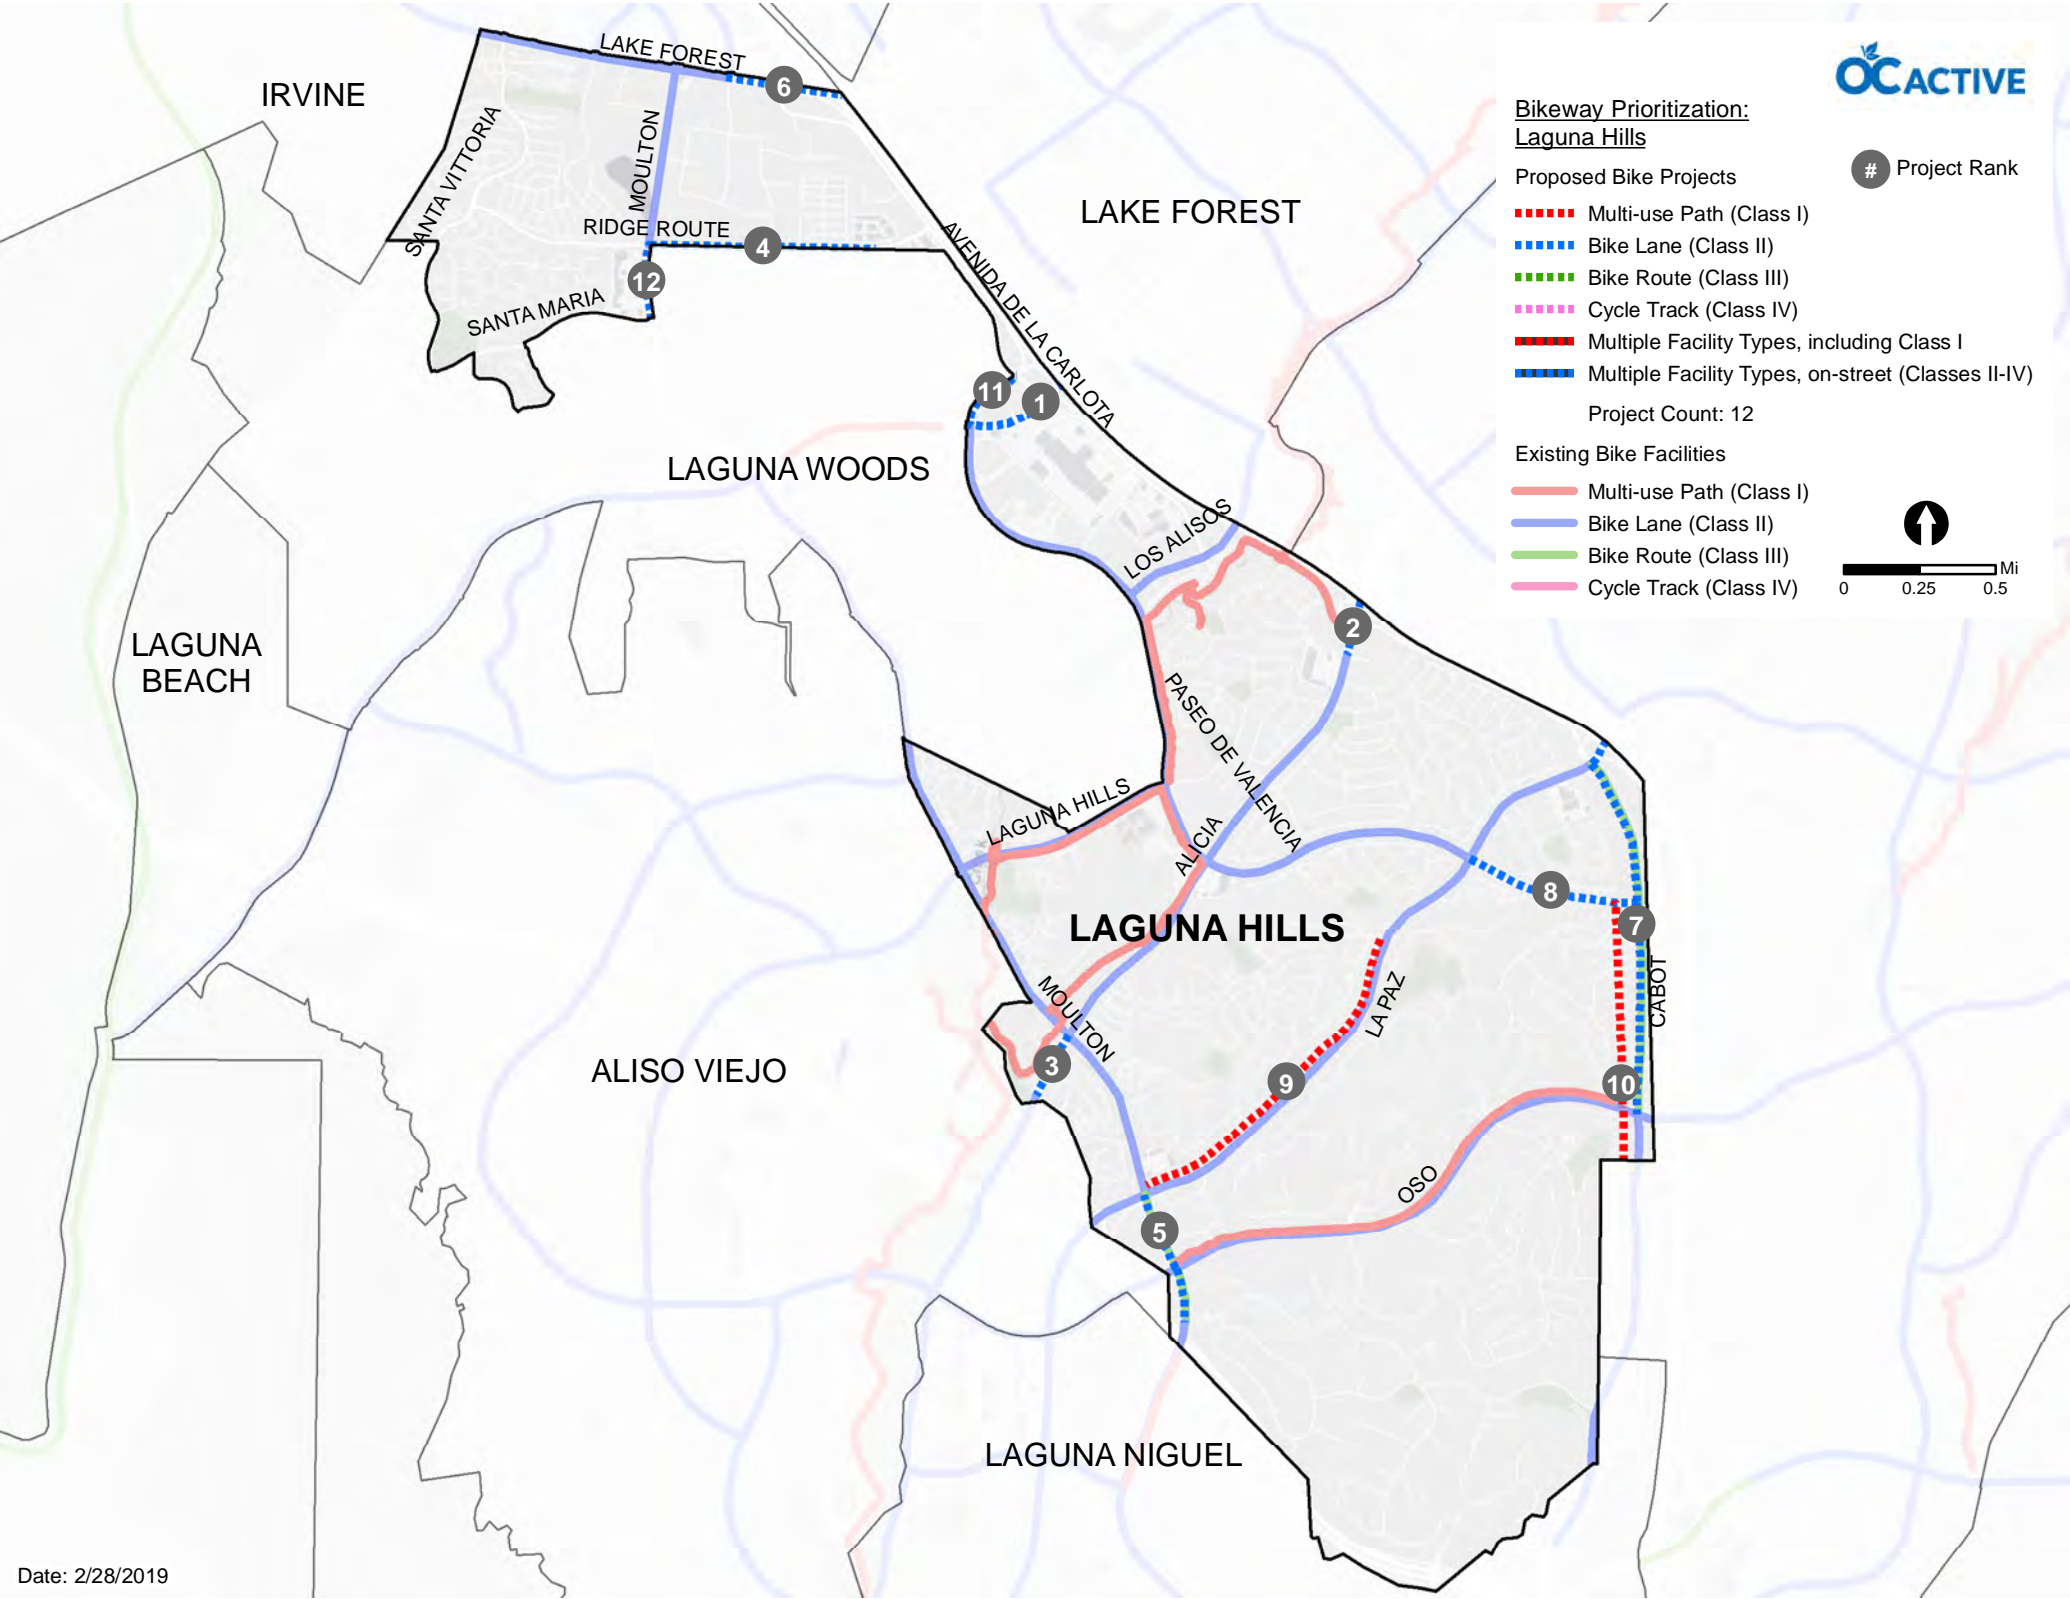 OC ACTIVE
Bikeway Prioritization:
Laguna Hills
# Project Rank
Proposed Bike Projects
Multi-use Path (Class I)
Bike Lane (Class II)
Bike Route (Class III)
Cycle Track (Class IV)
Multiple Facility Types, including Class I
Multiple Facility Types, on-street (Classes II-IV)
Project Count: 12
Existing Bike Facilities
Multi-use Path (Class I)
Bike Lane (Class II)
Bike Route (Class III)
Cycle Track (Class IV)
Mi
0 0.25 0.5
LAKE FOREST
6
IRVINE
SANTA VITTORIA
MOULTON
RIDGE ROUTE
4
12
SANTA MARIA
LAKE FOREST
AVENIDA DE LA CARLOTA
11
1
LAGUNA WOODS
LOS ALISOS
2
LAGUNA
BEACH
PASEO DE VALENCIA
LAGUNA HILLS
ALICIA
8
7
LAGUNA HILLS
CABOT
MOULTON
LA PAZ
3
ALISO VIEJO
9
10
OSO
5
LAGUNA NIGUEL
Date: 2/28/2019